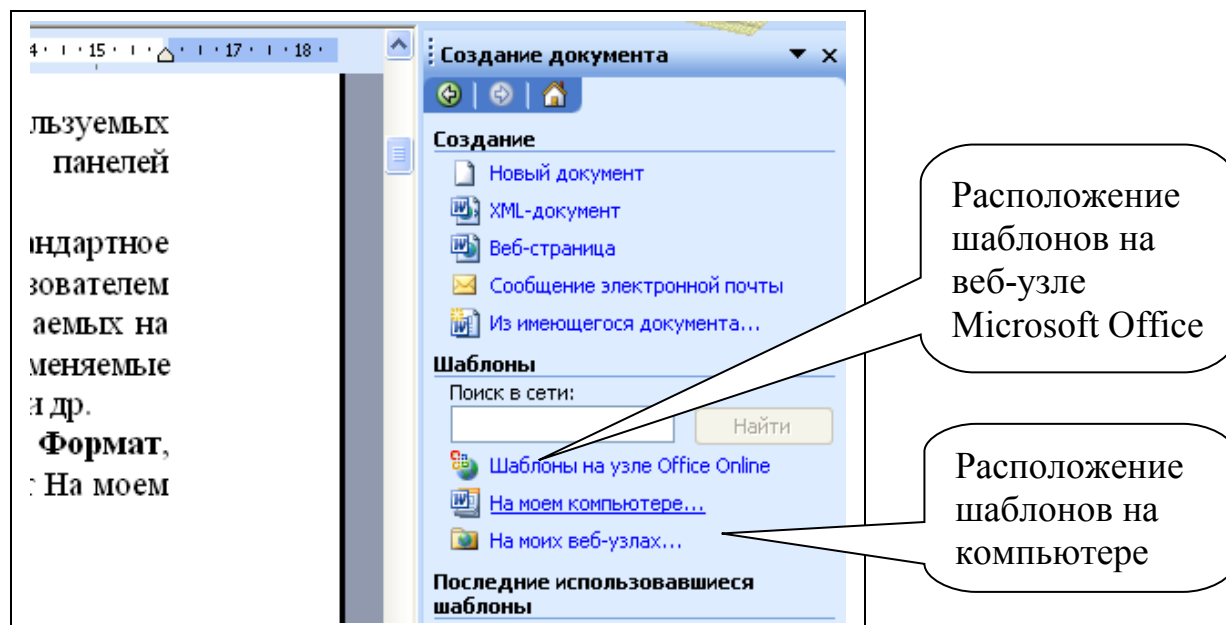 4 · 15 · 17 · 18 ·
льзуемых
панелей
андартное
зователем
аемых на
меняемые
и др.
Формат,
На моем
Создание документа
Создание
Новый документ
XML-документ
Веб-страница
Сообщение электронной почты
Из имеющегося документа...
Шаблоны
Поиск в сети:
Найти
Шаблоны на узле Office Online
На моем компьютере...
На моих веб-узлах...
Последние использовавшиеся
шаблоны
Расположение
шаблонов на
веб-узле
Microsoft Office
Расположение
шаблонов на
компьютере